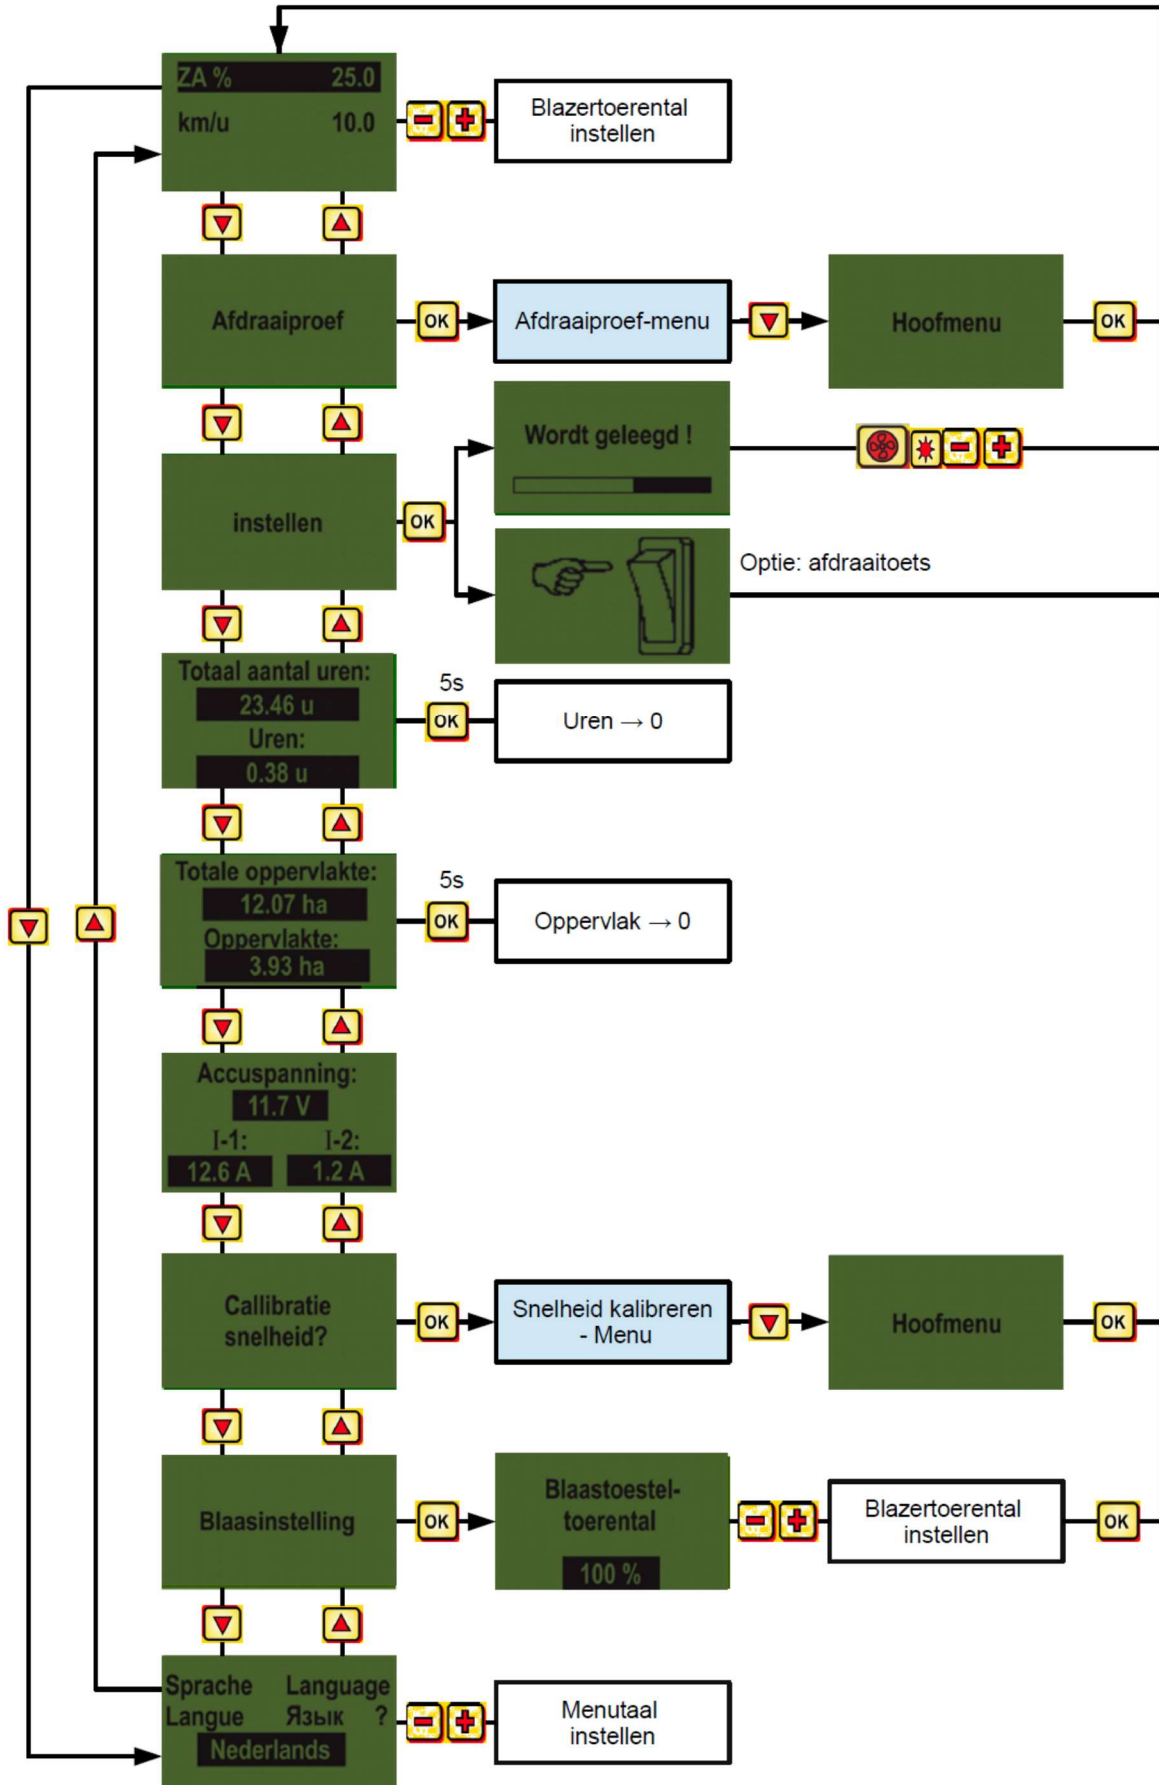 ZA % 25.0
km/u 10.0
Blazertoerental
instellen
Afdraaiproef
OK
Afdraaiproef-menu
Hoofmenu
OK
Wordt geleegd !
instellen
OK
Optie: afdraaitoets
Totaal aantal uren:
23.46 u
Uren:
0.38 u
5s
OK
Uren → 0
Totale oppervlakte:
12.07 ha
Oppervlakte:
3.93 ha
5s
OK
Oppervlak → 0
Accuspanning:
11.7 V
I-1: I-2:
12.6 A 1.2 A
Callibratie
snelheid?
OK
Snelheid kalibreren
- Menu
Hoofmenu
OK
Blaasinstelling
OK
Blaastoestel-
toerental
100 %
Blazertoerental
instellen
OK
Sprache Language
Langue Язык ?
Nederlands
Menutaal
instellen